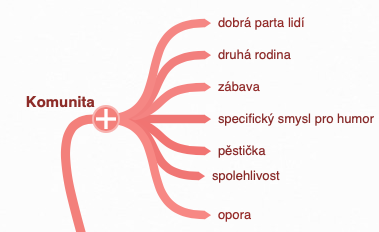 Komunita
dobrá parta lidí
druhá rodina
zábava
specifický smysl pro humor
pěstička
spolehlivost
opora